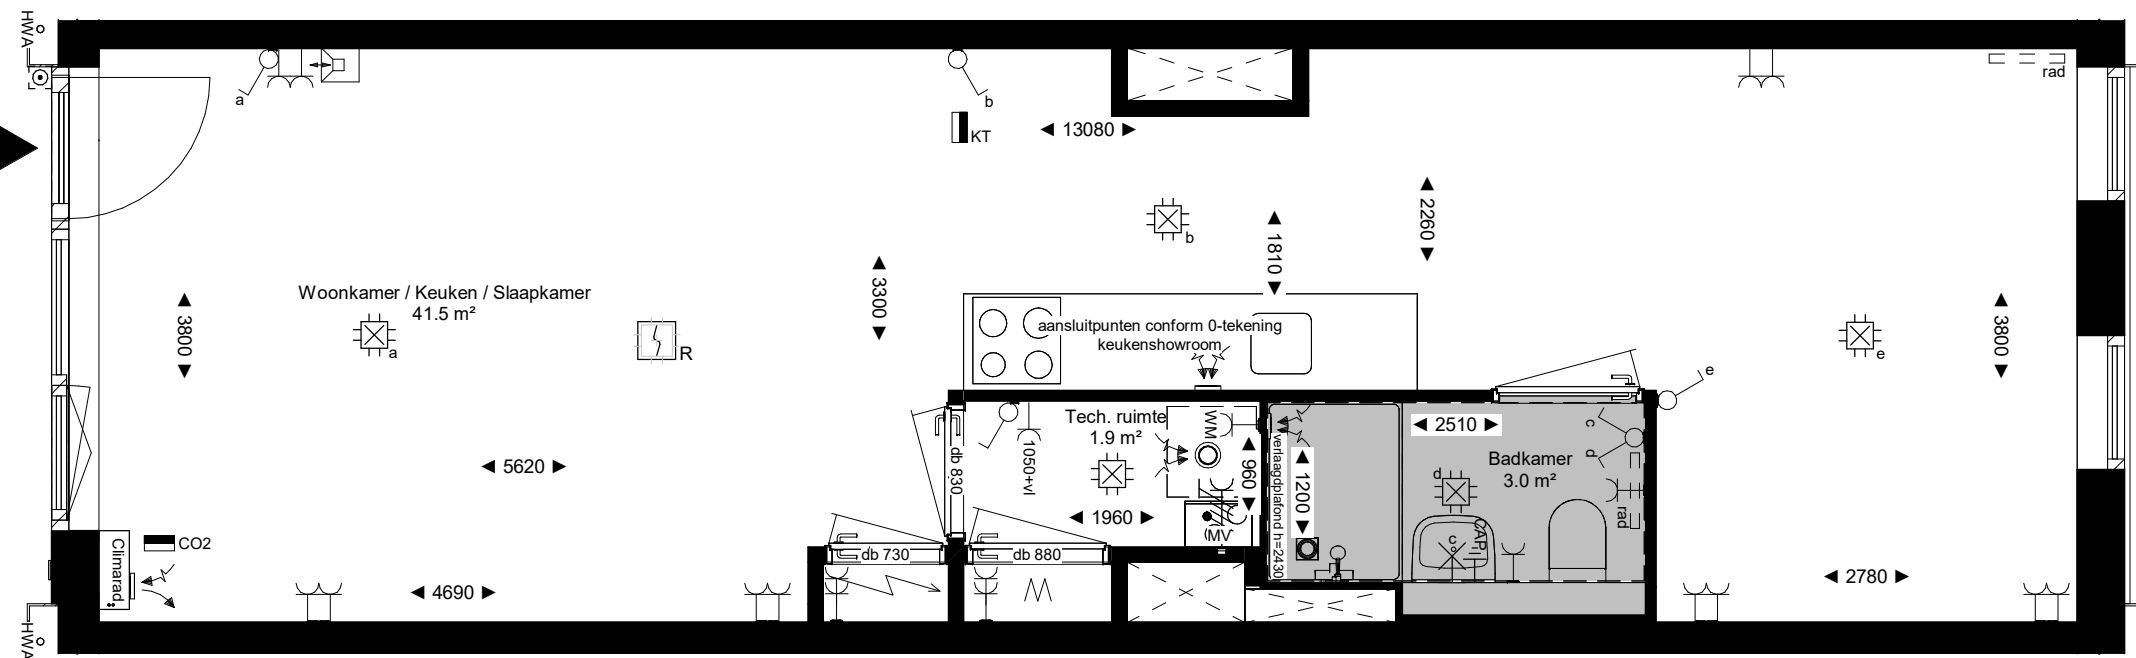 HWA
a
b
rad
KT
◄ 13080 ►
◄ 2260 ►
b
◄ 1810 ►
◄ 3300 ►
Woonkamer / Keuken / Slaapkamer
41.5 m²
◄ 3800 ►
a
R
aansluitpunten conform 0-tekening
keukenshowroom
e
◄ 3800 ►
e
Tech. ruimte
1.9 m²
WM
◄ 2510 ►
c
d
◄ 5620 ►
db 830
1050+vl
◄ 960 ►
verlaagdplafond h=2430
◄ 1200 ►
Badkamer
3.0 m²
d
rad
◄ 1960 ►
MV
CAP
c
CO2
Climarad
db 730
db 880
◄ 4690 ►
◄ 2780 ►
HWA